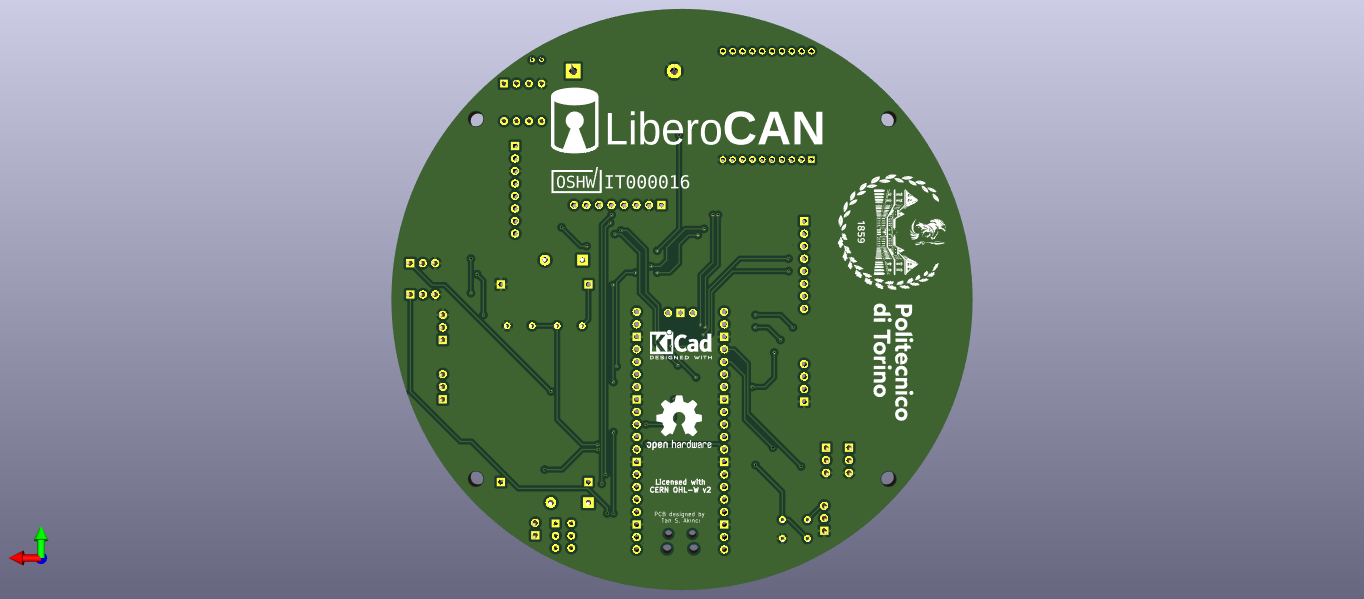 LiberoCAN
OSHW IT000016
1859
Politecnico
di Torino
KiCad
DESIGNED WITH
open hardware
Licensed with
CERN OHL-W v2
PCB designed by
Tan S. Akinci